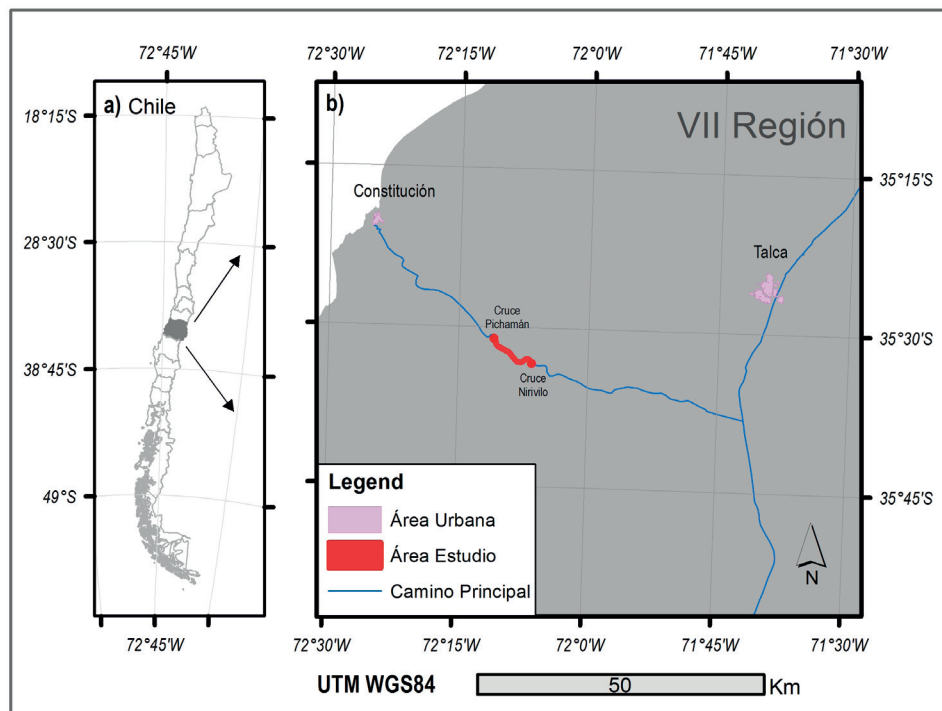 72°45'W
a) Chile
18°15'S
28°30'S
38°45'S
49°S
72°45'W
72°30'W
72°15'W
72°0'W
71°45'W
71°30'W
b)
VII Región
Constitución
Talca
Cruce
Pichamán
Cruce
Nirivilo
35°15'S
35°30'S
35°45'S
Legend
Área Urbana
Área Estudio
Camino Principal
N
72°30'W
72°15'W
72°0'W
71°45'W
71°30'W
UTM WGS84
50
Km